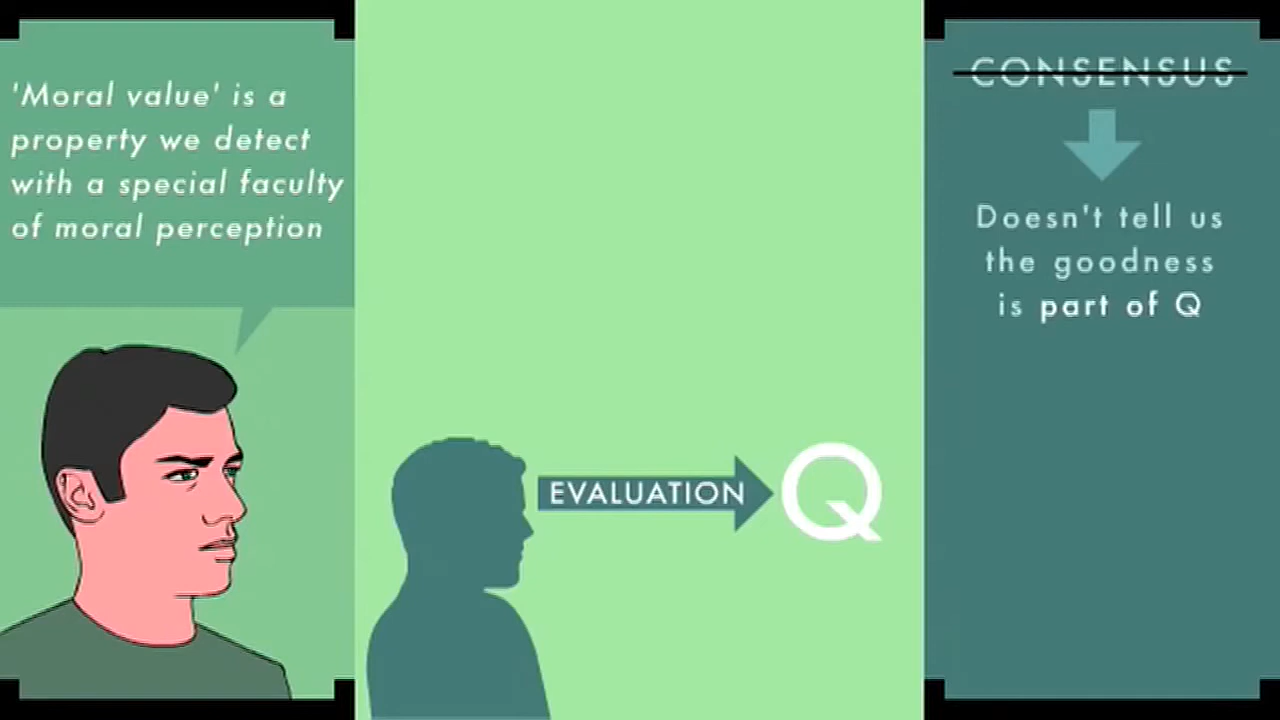 'Moral value' is a
property we detect
with a special faculty
of moral perception
EVALUATION
Q
CONSENSUS
Doesn't tell us
the goodness
is part of Q